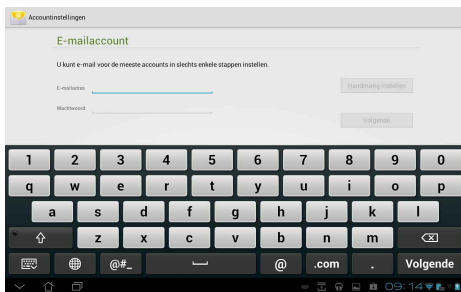 Accountinstellingen
E-mailaccount
U kunt e-mail voor de meeste accounts in slechts enkele stappen instellen.
E-mailadres
Handmatig instellen
Wachtwoord
Volgende
1 2 3 4 5 6 7 8 9 0
q w e r t y u i o p
a s d f g h j k l
z x c v b n m
@#_ @ .com . Volgende
09:14